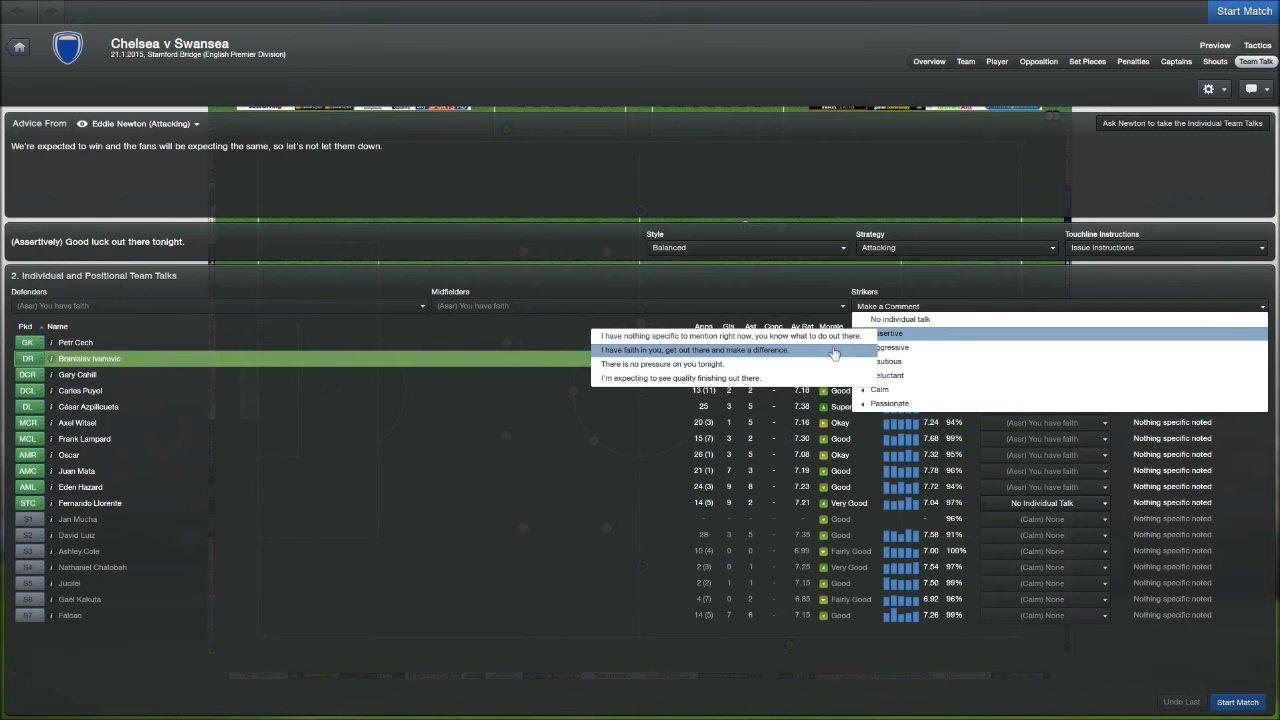 Start Match
Chelsea v Swansea
21.1.2015, Stamford Bridge (English Premier Division)
Preview Tactics
Overview Team Player Opposition Set Pieces Penalties Captains Shouts Team Talk
Advice From Eddie Newton (Attacking)
Ask Newton to take the Individual Team Talks
We're expected to win and the fans will be expecting the same, so let's not let them down.
(Assertively) Good luck out there tonight.
Style
Balanced
Strategy
Attacking
Touchline Instructions
Issue Instructions
2. Individual and Positional Team Talks
Defenders
(Assr) You have faith
Midfielders
(Assr) You have faith
Strikers
Make a Comment
No individual talk
ssertive
ggressive
autious
eluctant
Calm
Passionate
I have nothing specific to mention right now, you know what to do out there.
I have faith in you, get out there and make a difference.
There is no pressure on you tonight.
I'm expecting to see quality finishing out there.
Pkd Name Apps Gls Ast Conc Av Rat Morale
GK i Petr Cech
DR i Branislav Ivanovic
DCR i Gary Cahill
DCL i Carles Puyol 13 (11) 2 2 - 7.18 Good
DL i César Azpilicueta 25 3 5 - 7.38 Super
MCR i Axel Witsel 20 (3) 1 5 - 7.16 Okay 7.24 94% (Assr) You have faith Nothing specific noted
MCL i Frank Lampard 15 (7) 3 2 - 7.30 Good 7.68 99% (Assr) You have faith Nothing specific noted
AMR i Oscar 26 (1) 3 5 - 7.08 Okay 7.32 95% (Assr) You have faith Nothing specific noted
AMC i Juan Mata 21 (1) 7 3 - 7.19 Good 7.78 96% (Assr) You have faith Nothing specific noted
AML i Eden Hazard 24 (3) 9 8 - 7.23 Good 7.72 94% (Assr) You have faith Nothing specific noted
STC i Fernando Llorente 14 (5) 9 2 - 7.21 Very Good 7.04 97% No Individual Talk Nothing specific noted
S1 i Jan Mucha - - - - - Good - 96% (Calm) None Nothing specific noted
S2 i David Luiz 28 3 5 - 7.35 Good 7.58 91% (Calm) None Nothing specific noted
S3 i Ashley Cole 10 (4) 0 0 - 6.99 Fairly Good 7.00 100% (Calm) None Nothing specific noted
S4 i Nathaniel Chalobah 2 (3) 0 0 - 7.25 Very Good 7.54 97% (Calm) None Nothing specific noted
S5 i Jucilei 2 (2) 1 1 - 7.15 Good 7.50 99% (Calm) None Nothing specific noted
S6 i Gaël Kakuta 4 (7) 0 2 - 6.85 Fairly Good 6.92 96% (Calm) None Nothing specific noted
S7 i Falcao 14 (5) 7 6 - 7.15 Good 7.26 99% (Calm) None Nothing specific noted
Undo Last Start Match